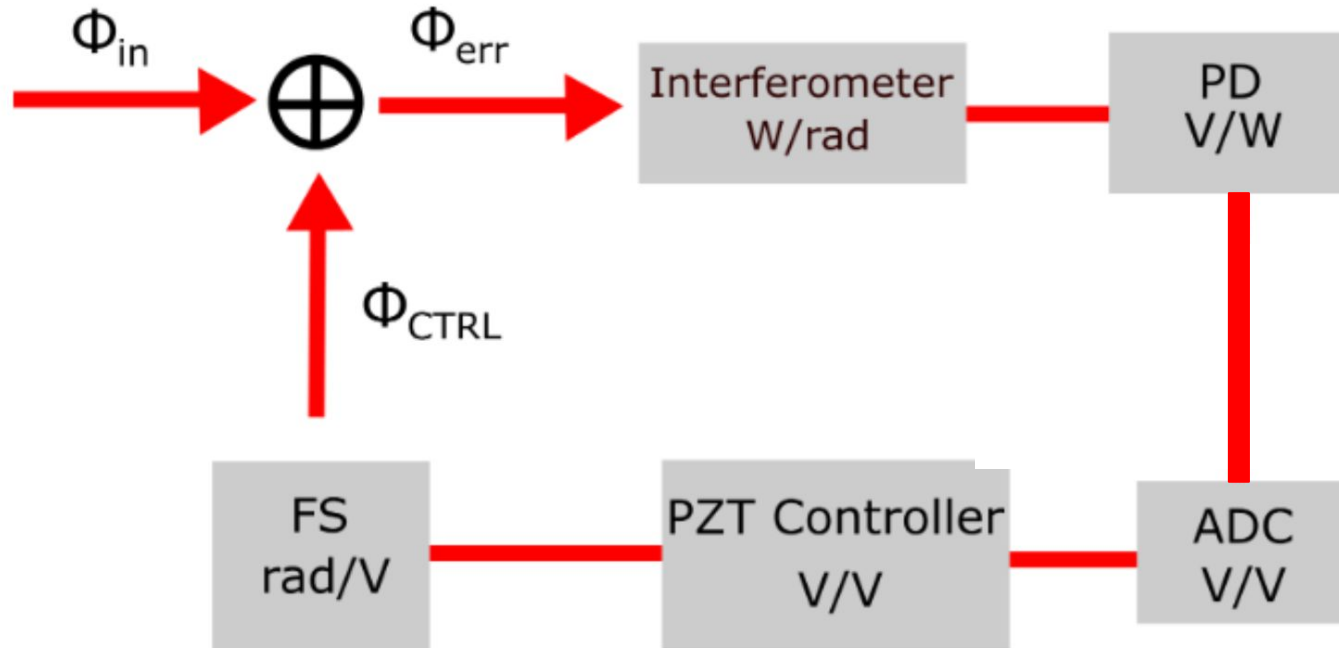 Φin
Φerr
Interferometer
W/rad
PD
V/W
ΦCTRL
FS
rad/V
PZT Controller
V/V
ADC
V/V